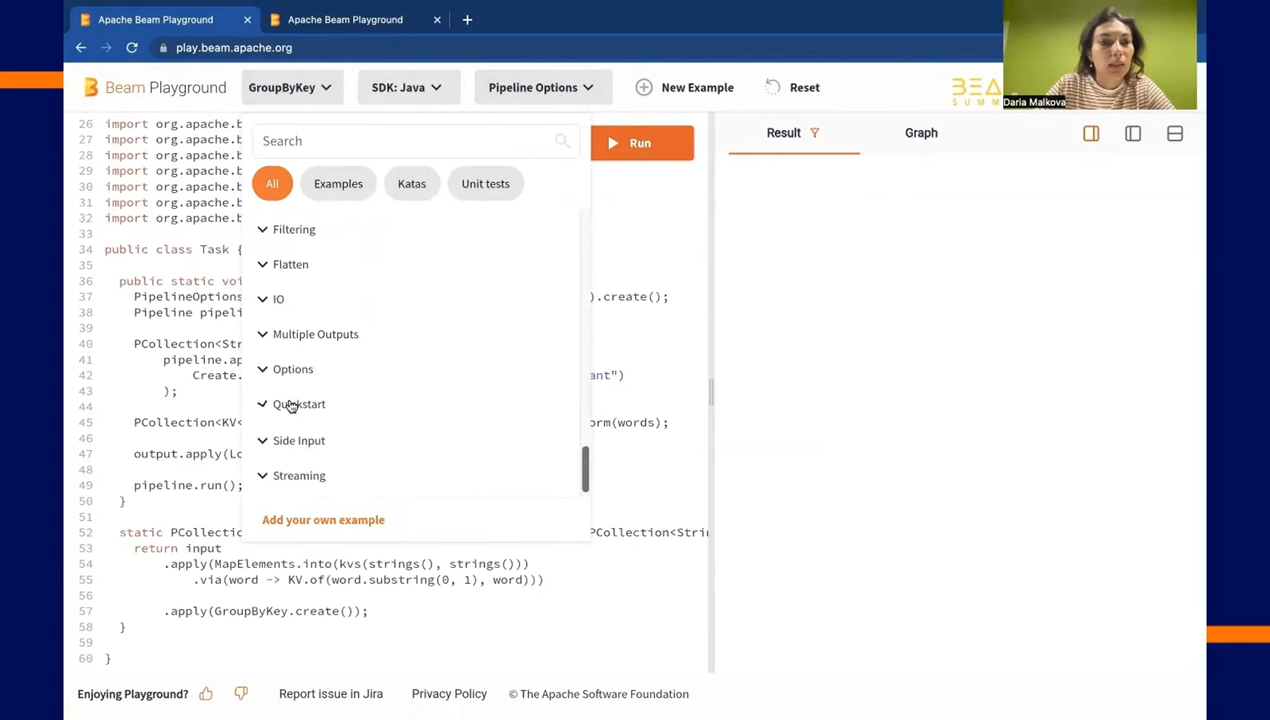 Apache Beam Playground
Apache Beam Playground
play.beam.apache.org
Daria Malkova
Beam Playground
GroupByKey
SDK: Java
Pipeline Options
New Example
Reset
BEA
SUMM
26 import org.apache.b
27 import org.apache.b
28 import org.apache.b
29 import org.apache.b
30 import org.apache.b
31 import org.apache.b
32 import org.apache.b
33
34 public class Task {
35
36 public static voi
37 PipelineOptions
38 Pipeline pipel
39
40 PCollection<Str
41 pipeline.ap
42 Create.
43 );
44
45 PCollection<KV<
46
47 output.apply(Lo
48
49 pipeline.run();
50 }
51
52 static PCollection
53 return input
54 .apply(MapElements.into(kvs(strings(), strings()))
55 .via(word -> KV.of(word.substring(0, 1), word)))
56
57 .apply(GroupByKey.create());
58 }
59
60 }
).create();
ant")
orm(words);
PCollection<Strin
Search
All
Examples
Katas
Unit tests
Filtering
Flatten
IO
Multiple Outputs
Options
Quickstart
Side Input
Streaming
Add your own example
Run
Result
Graph
Enjoying Playground?
Report issue in Jira
Privacy Policy
© The Apache Software Foundation